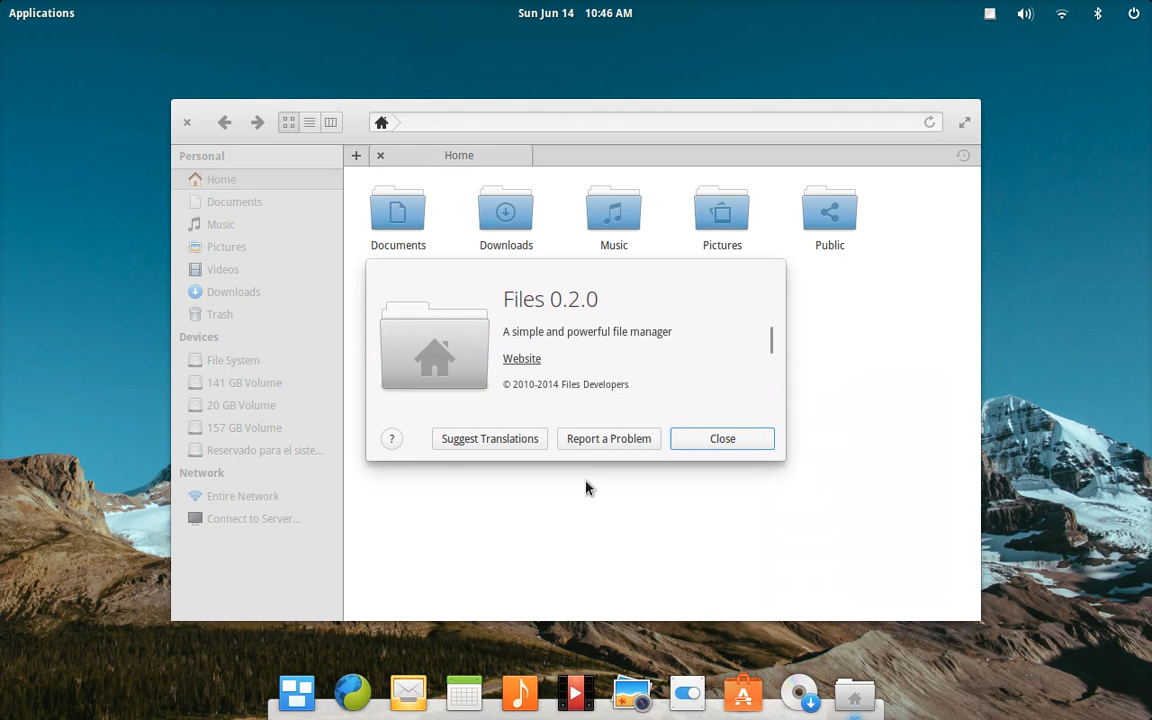 Applications
Sun Jun 14 10:46 AM
Personal
Home
Home
Documents
Music
Pictures
Videos
Downloads
Trash
Devices
File System
141 GB Volume
20 GB Volume
157 GB Volume
Reservado para el siste...
Network
Entire Network
Connect to Server...
Documents
Downloads
Music
Pictures
Public
Files 0.2.0
A simple and powerful file manager
Website
© 2010-2014 Files Developers
?
Suggest Translations
Report a Problem
Close